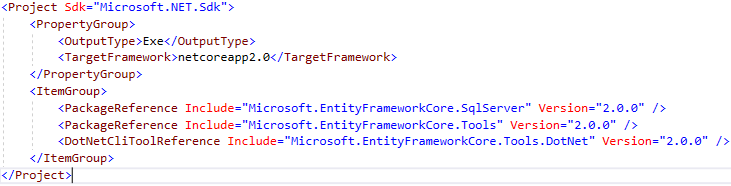 <Project Sdk="Microsoft.NET.Sdk">
<PropertyGroup>
<OutputType>Exe</OutputType>
<TargetFramework>netcoreapp2.0</TargetFramework>
</PropertyGroup>
<ItemGroup>
<PackageReference Include="Microsoft.EntityFrameworkCore.SqlServer" Version="2.0.0" />
<PackageReference Include="Microsoft.EntityFrameworkCore.Tools" Version="2.0.0" />
<DotNetCliToolReference Include="Microsoft.EntityFrameworkCore.Tools.DotNet" Version="2.0.0" />
</ItemGroup>
</Project>